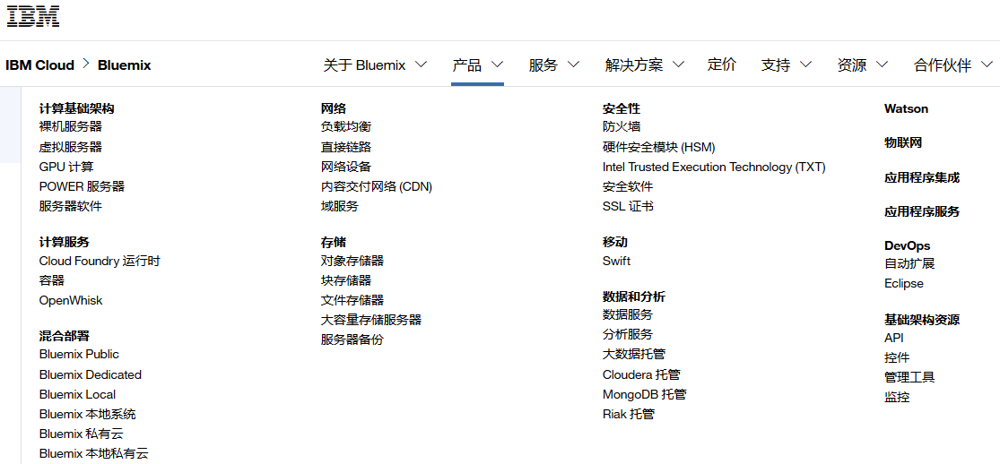 IBM
IBM Cloud > Bluemix 关于 Bluemix 产品 服务 解决方案 定价 支持 资源 合作伙伴
计算基础架构
裸机服务器
虚拟服务器
GPU 计算
POWER 服务器
服务器软件
计算服务
Cloud Foundry 运行时
容器
OpenWhisk
混合部署
Bluemix Public
Bluemix Dedicated
Bluemix Local
Bluemix 本地系统
Bluemix 私有云
Bluemix 本地私有云
网络
负载均衡
直接链路
网络设备
内容交付网络 (CDN)
域服务
存储
对象存储器
块存储器
文件存储器
大容量存储服务器
服务器备份
安全性
防火墙
硬件安全模块 (HSM)
Intel Trusted Execution Technology (TXT)
安全软件
SSL 证书
移动
Swift
数据和分析
数据服务
分析服务
大数据托管
Cloudera 托管
MongoDB 托管
Riak 托管
Watson
物联网
应用程序集成
应用程序服务
DevOps
自动扩展
Eclipse
基础架构资源
API
控件
管理工具
监控